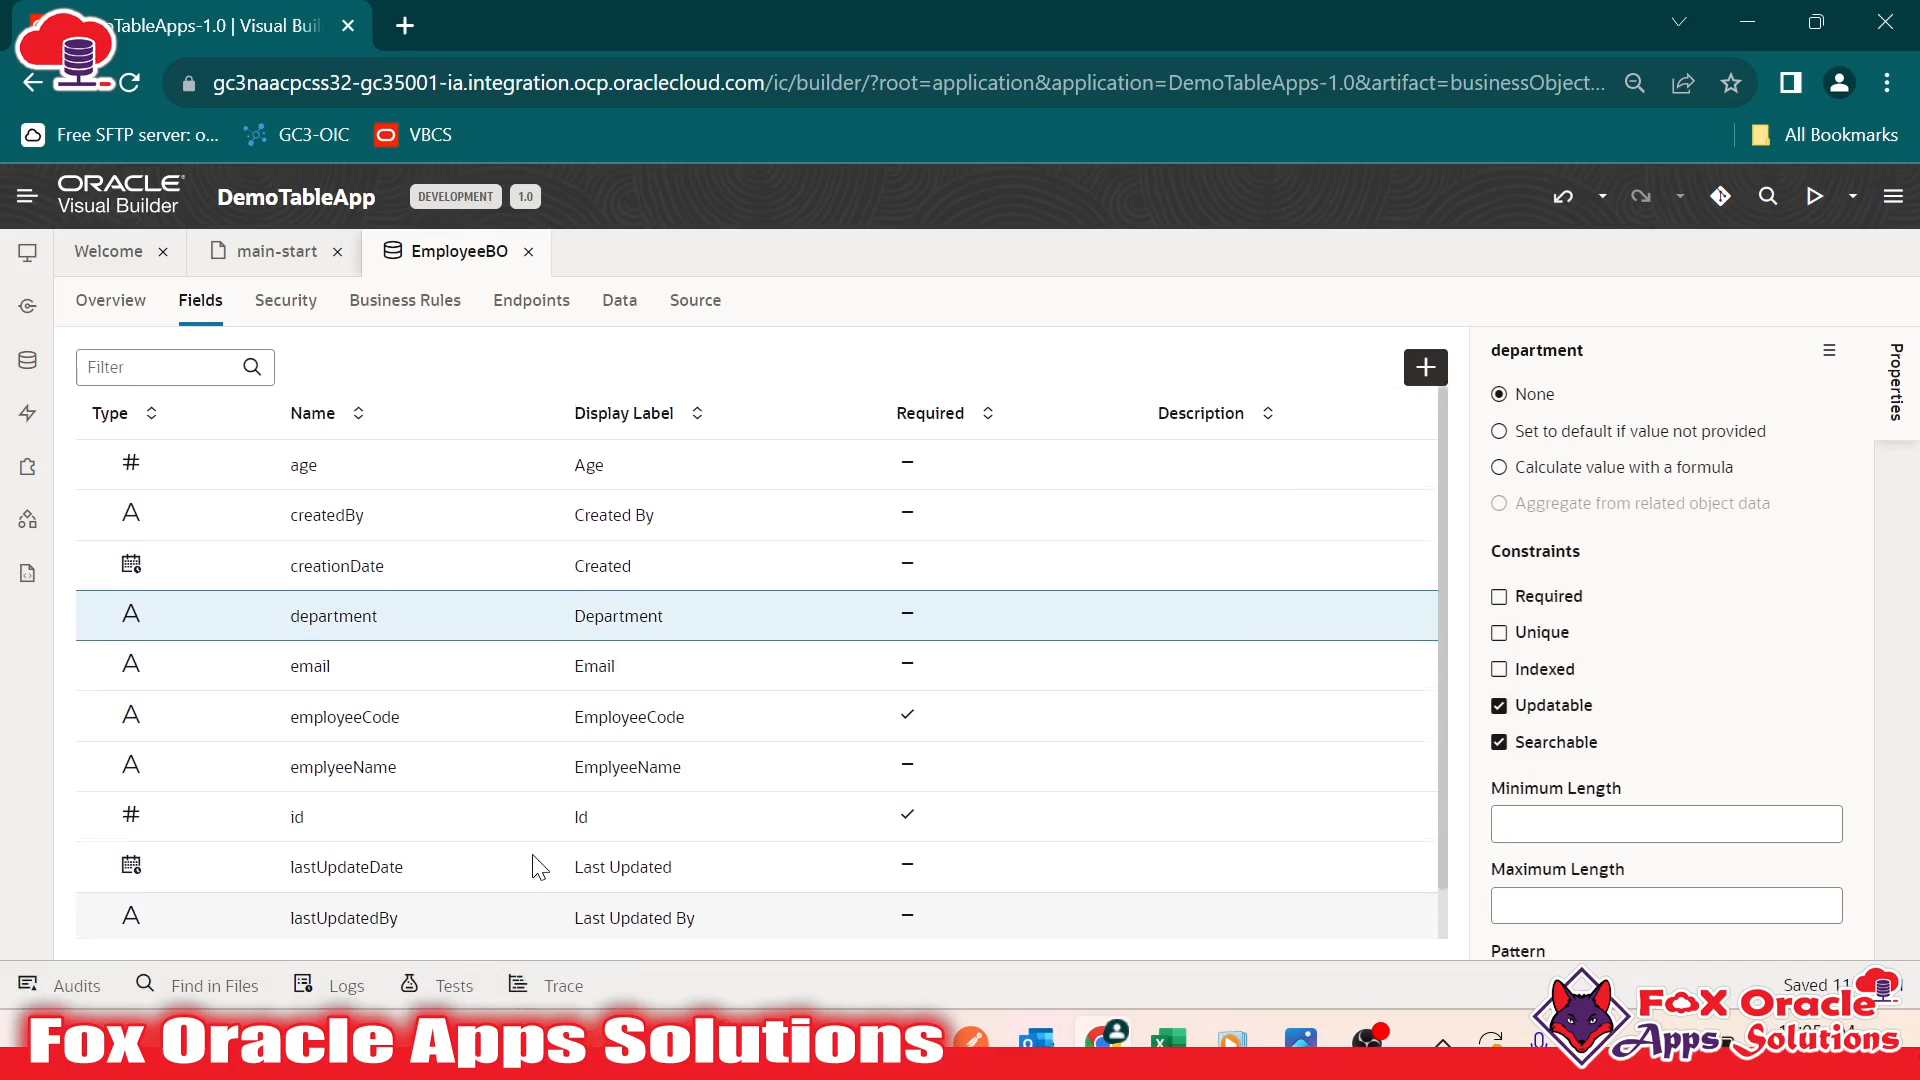 TableApps-1.0 | Visual Buil
gc3naacpcss32-gc35001-ia.integration.ocp.oraclecloud.com/ic/builder/?root=application&application=DemoTableApps-1.0&artifact=businessObject...
Free SFTP server: o...
GC3-OIC
VBCS
All Bookmarks
ORACLE
Visual Builder
DemoTableApp
DEVELOPMENT
1.0
Welcome
main-start
EmployeeBO
Overview
Fields
Security
Business Rules
Endpoints
Data
Source
Filter
Type
Name
Display Label
Required
Description
age
Age
createdBy
Created By
creationDate
Created
department
Department
email
Email
employeeCode
EmployeeCode
emplyeeName
EmplyeeName
id
Id
lastUpdateDate
Last Updated
lastUpdatedBy
Last Updated By
department
Properties
None
Set to default if value not provided
Calculate value with a formula
Aggregate from related object data
Constraints
Required
Unique
Indexed
Updatable
Searchable
Minimum Length
Maximum Length
Pattern
Audits
Find in Files
Logs
Tests
Trace
Saved
Fox Oracle Apps Solutions
Fox Oracle
Apps Solutions